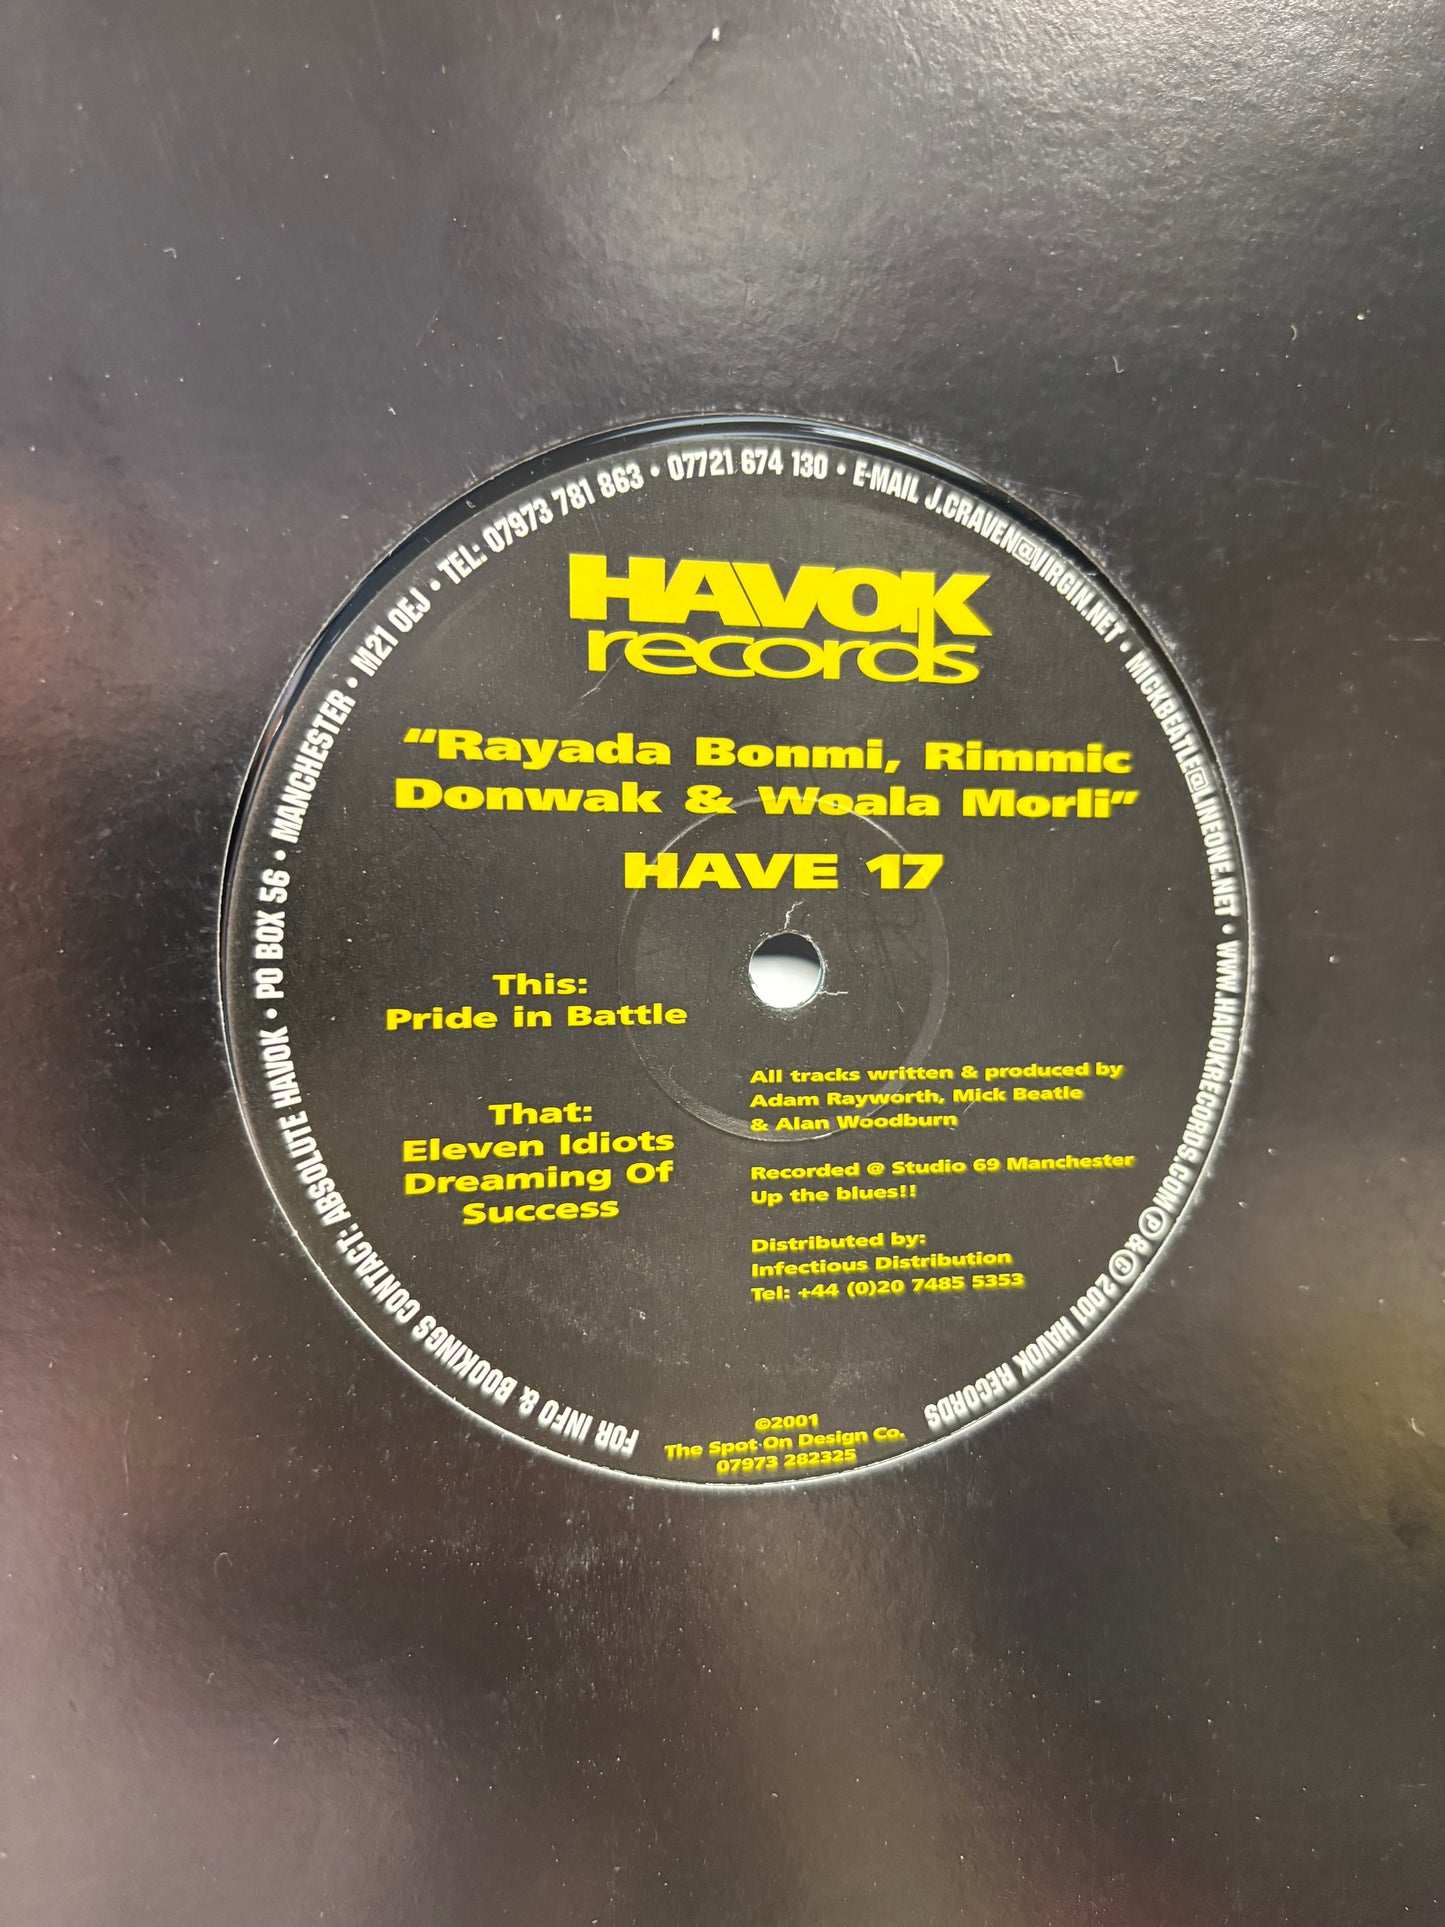 FOR INFO & BOOKINGS CONTACT: ABSOLUTE HAVOK • PO BOX 56 • MANCHESTER • M21 0EJ • TEL: 07973 781 863 • 07721 674 130 • E-MAIL J.CRAVEN@VIRGIN.NET • MICKBEATLE@LINEONE.NET • WWW.HAVOKRECORDS.COM Ⓟ & © 2001 HAVOK RECORDS
HAVOK
records
“Rayada Bonmi, Rimmic
Donwak & Woala Morli”
HAVE 17
This:
Pride in Battle
That:
Eleven Idiots
Dreaming Of
Success
All tracks written & produced by
Adam Rayworth, Mick Beatle
& Alan Woodburn
Recorded @ Studio 69 Manchester
Up the blues!!
Distributed by:
Infectious Distribution
Tel: +44 (0)20 7485 5353
©2001
The Spot-On Design Co.
07973 282325